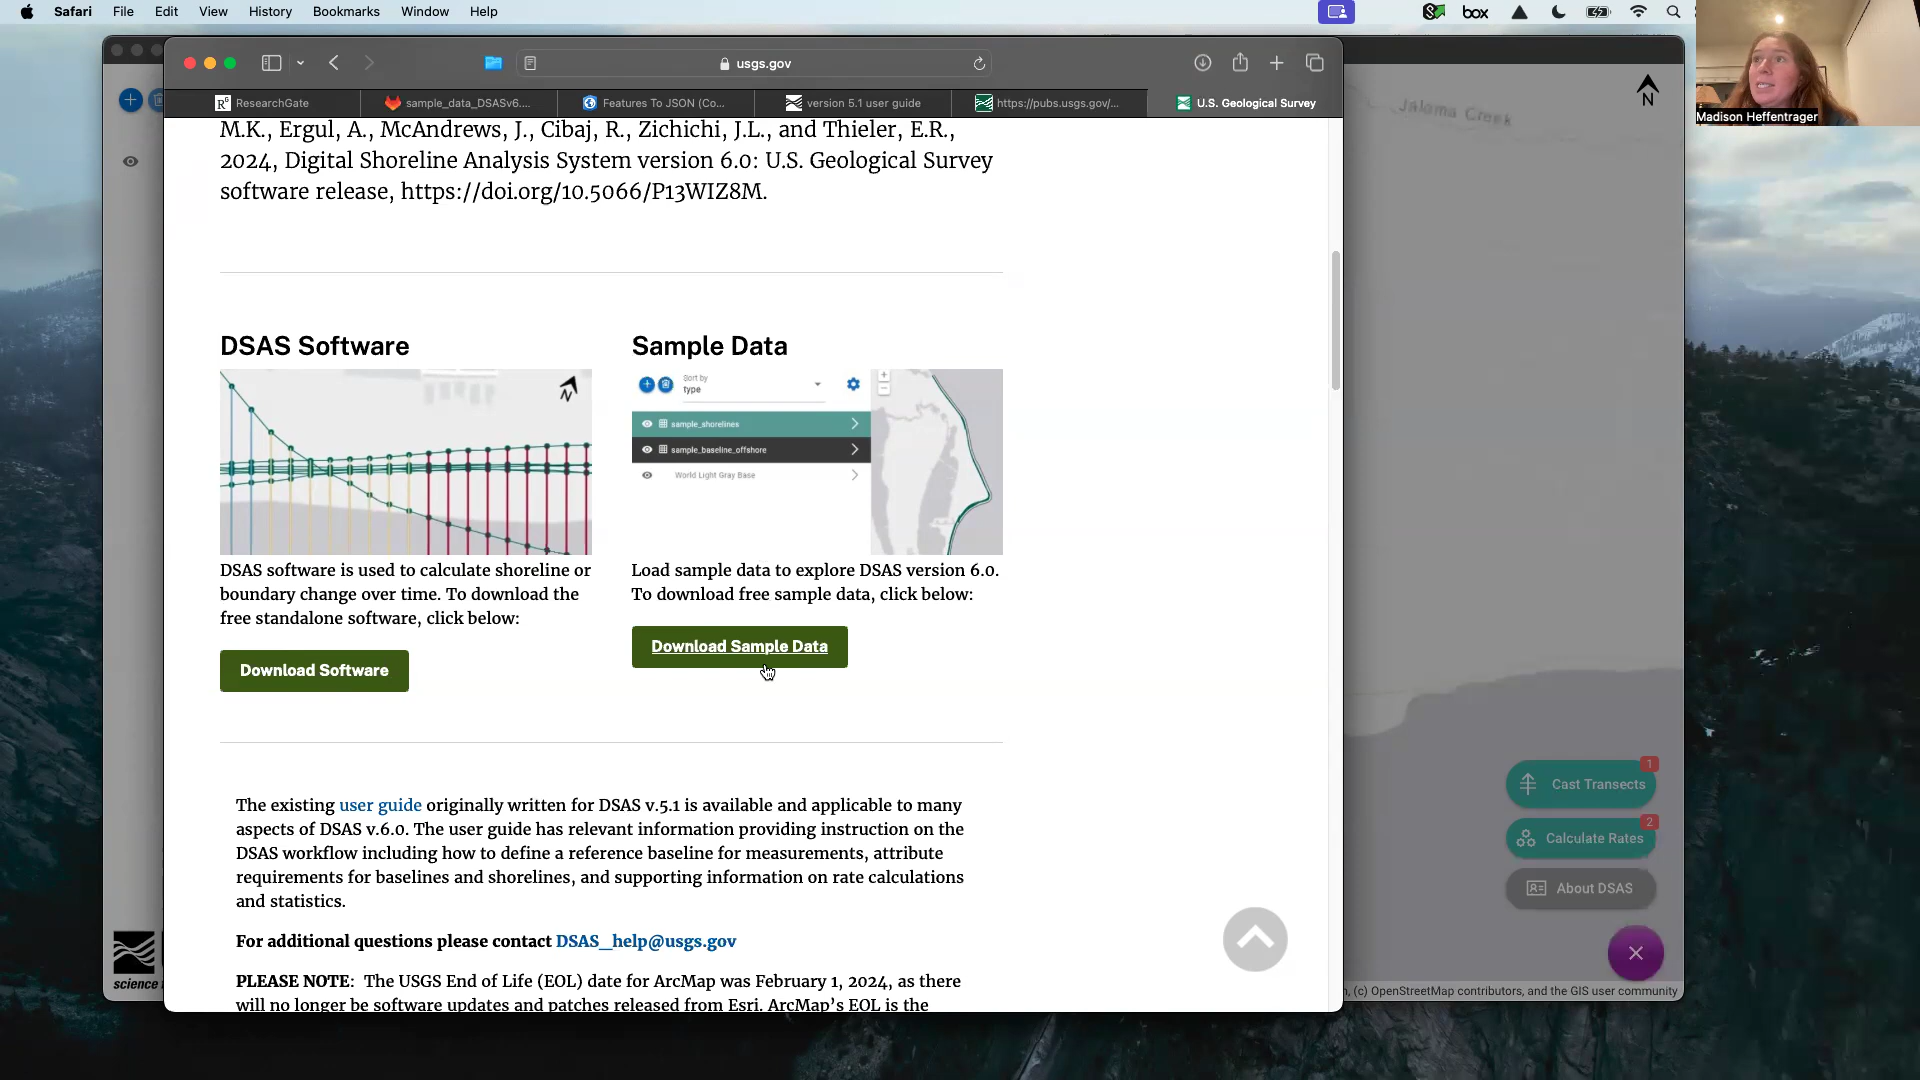 Safari File Edit View History Bookmarks Window Help
box
usgs.gov
ResearchGate
sample_data_DSASv6....
Features To JSON (Co...
version 5.1 user guide
https://pubs.usgs.gov/...
U.S. Geological Survey
Madison Heffentrager
Jaloma Creek
N
M.K., Ergul, A., McAndrews, J., Cibaj, R., Zichichi, J.L., and Thieler, E.R.,
2024, Digital Shoreline Analysis System version 6.0: U.S. Geological Survey
software release, https://doi.org/10.5066/P13WIZ8M.
DSAS Software
N
DSAS software is used to calculate shoreline or
boundary change over time. To download the
free standalone software, click below:
Download Software
Sample Data
Sort by
type
sample_shorelines
sample_baseline_offshore
World Light Gray Base
Load sample data to explore DSAS version 6.0.
To download free sample data, click below:
Download Sample Data
The existing user guide originally written for DSAS v.5.1 is available and applicable to many
aspects of DSAS v.6.0. The user guide has relevant information providing instruction on the
DSAS workflow including how to define a reference baseline for measurements, attribute
requirements for baselines and shorelines, and supporting information on rate calculations
and statistics.
For additional questions please contact DSAS_help@usgs.gov
PLEASE NOTE: The USGS End of Life (EOL) date for ArcMap was February 1, 2024, as there
will no longer be software updates and patches released from Esri. ArcMap's EOL is the
1
Cast Transects
2
Calculate Rates
About DSAS
science
, (c) OpenStreetMap contributors, and the GIS user community